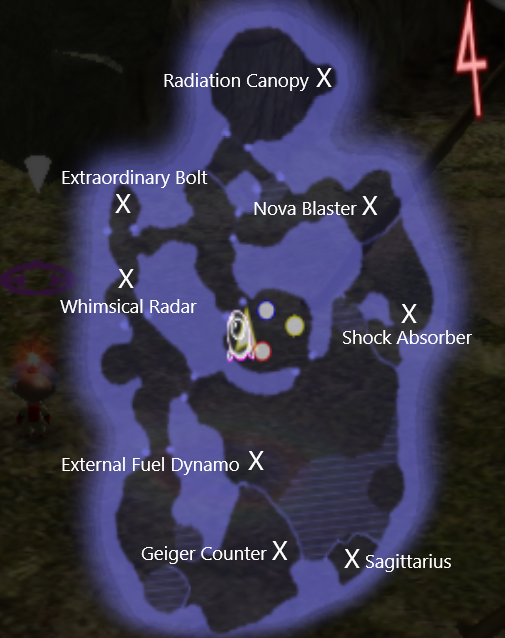 4
Radiation Canopy X
Extraordinary Bolt
X
Nova Blaster X
X
Whimsical Radar
X
Shock Absorber
External Fuel Dynamo X
Geiger Counter X
X Sagittarius